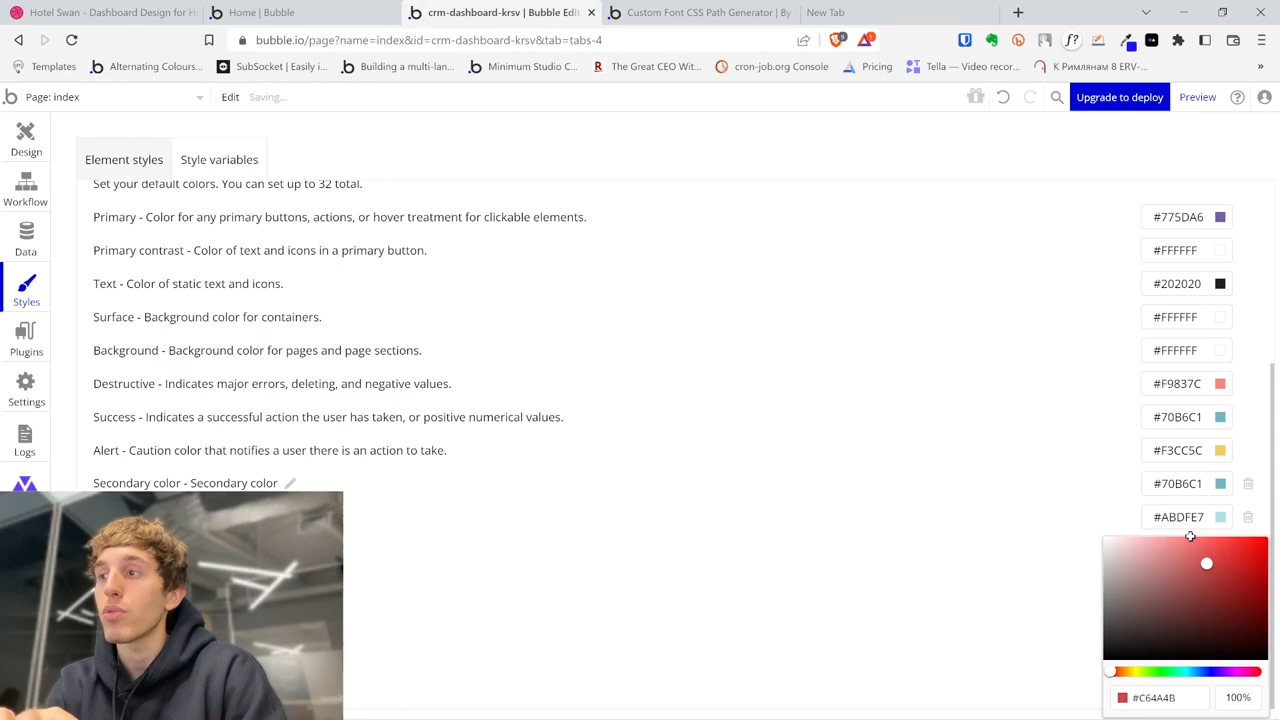 Hotel Swan - Dashboard Design for H
Home | Bubble
crm-dashboard-krsv | Bubble Edit
Custom Font CSS Path Generator | By
New Tab
bubble.io/page?name=index&id=crm-dashboard-krsv&tab=tabs-4
Templates
Alternating Colours...
SubSocket | Easily i...
Building a multi-lan...
Minimum Studio C...
The Great CEO Wit...
cron-job.org Console
Pricing
Tella — Video recor...
К Римлянам 8 ERV-...
»
Page: index
Edit
Saving...
Upgrade to deploy
Preview
Design
Workflow
Data
Styles
Plugins
Settings
Logs
Element styles
Style variables
Set your default colors. You can set up to 32 total.
Primary - Color for any primary buttons, actions, or hover treatment for clickable elements.
#775DA6
Primary contrast - Color of text and icons in a primary button.
#FFFFFF
Text - Color of static text and icons.
#202020
Surface - Background color for containers.
#FFFFFF
Background - Background color for pages and page sections.
#FFFFFF
Destructive - Indicates major errors, deleting, and negative values.
#F9837C
Success - Indicates a successful action the user has taken, or positive numerical values.
#70B6C1
Alert - Caution color that notifies a user there is an action to take.
#F3CC5C
Secondary color - Secondary color
#70B6C1
#ABDFE7
#C64A4B
100%